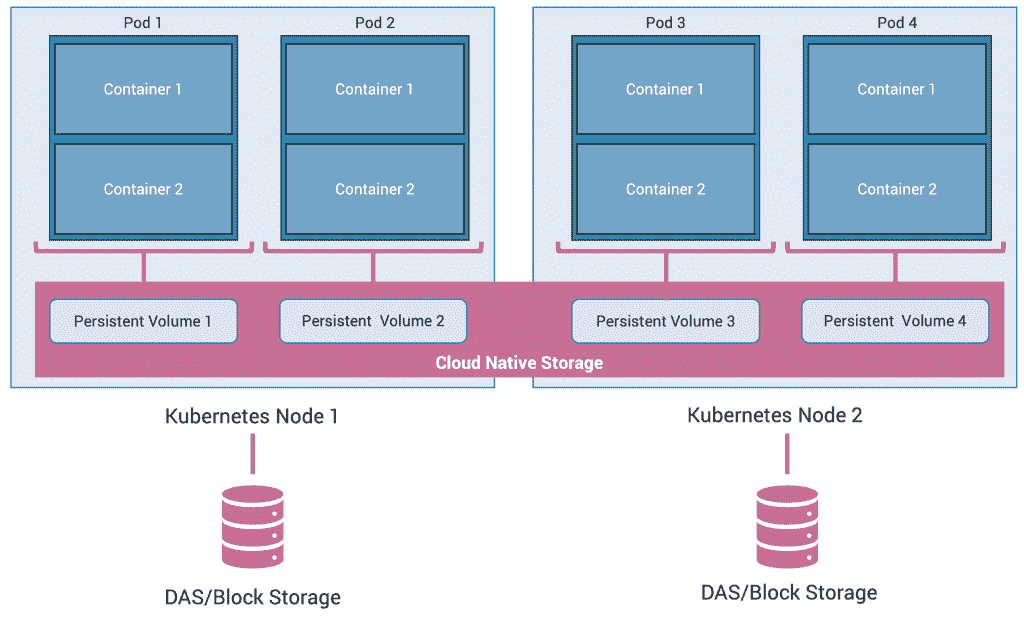 Pod 1
Pod 2
Pod 3
Pod 4
Container 1
Container 1
Container 1
Container 1
Container 2
Container 2
Container 2
Container 2
Persistent Volume 1
Persistent Volume 2
Persistent Volume 3
Persistent Volume 4
Cloud Native Storage
Kubernetes Node 1
Kubernetes Node 2
DAS/Block Storage
DAS/Block Storage